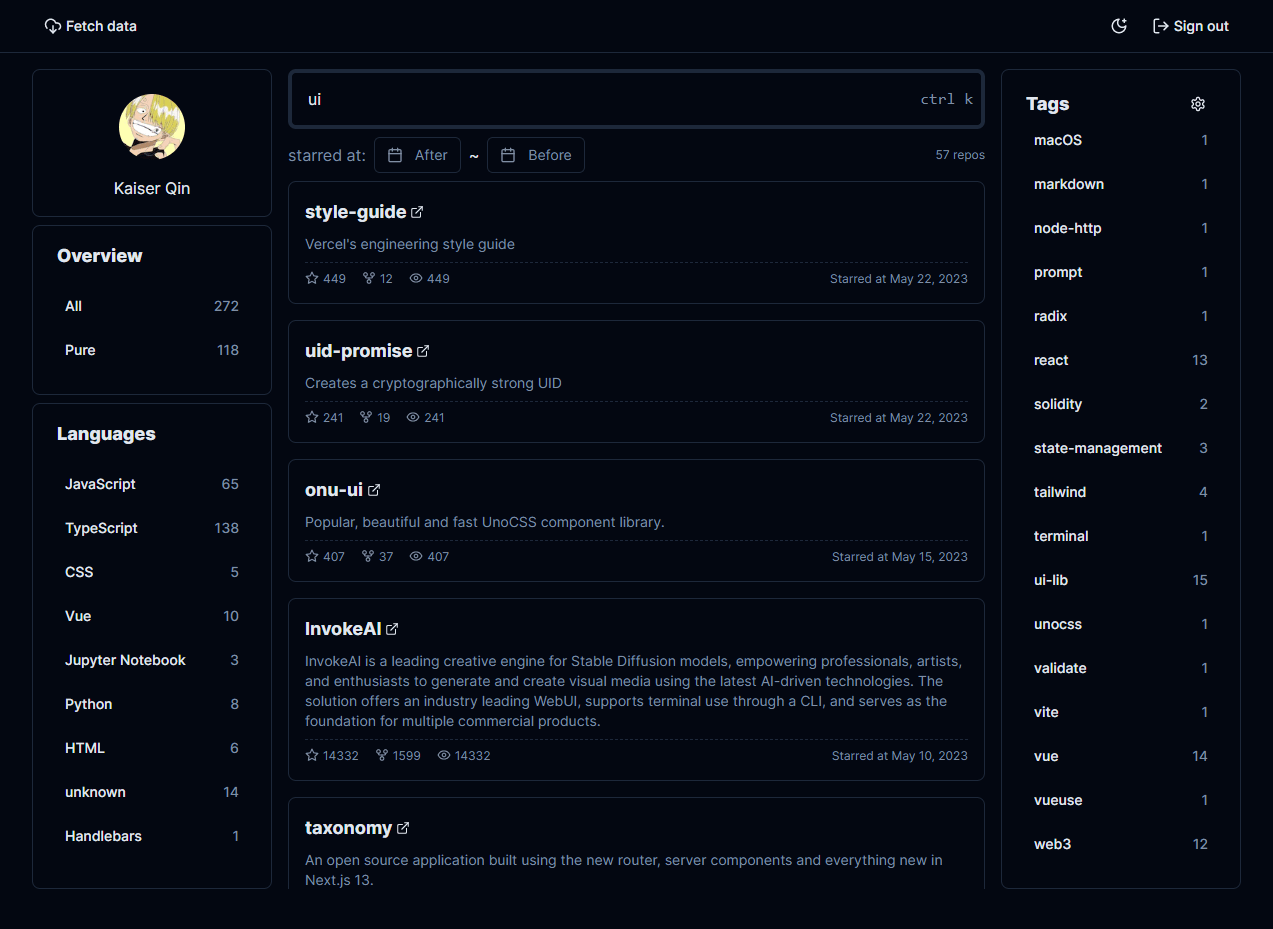 Fetch data
Sign out
Kaiser Qin
Overview
All 272
Pure 118
Languages
JavaScript 65
TypeScript 138
CSS 5
Vue 10
Jupyter Notebook 3
Python 8
HTML 6
unknown 14
Handlebars 1
ui ctrl k
starred at: After ~ Before 57 repos
style-guide
Vercel's engineering style guide
449 12 449 Starred at May 22, 2023
uid-promise
Creates a cryptographically strong UID
241 19 241 Starred at May 22, 2023
onu-ui
Popular, beautiful and fast UnoCSS component library.
407 37 407 Starred at May 15, 2023
InvokeAI
InvokeAI is a leading creative engine for Stable Diffusion models, empowering professionals, artists,
and enthusiasts to generate and create visual media using the latest AI-driven technologies. The
solution offers an industry leading WebUI, supports terminal use through a CLI, and serves as the
foundation for multiple commercial products.
14332 1599 14332 Starred at May 10, 2023
taxonomy
An open source application built using the new router, server components and everything new in
Next.js 13.
Tags
macOS 1
markdown 1
node-http 1
prompt 1
radix 1
react 13
solidity 2
state-management 3
tailwind 4
terminal 1
ui-lib 15
unocss 1
validate 1
vite 1
vue 14
vueuse 1
web3 12